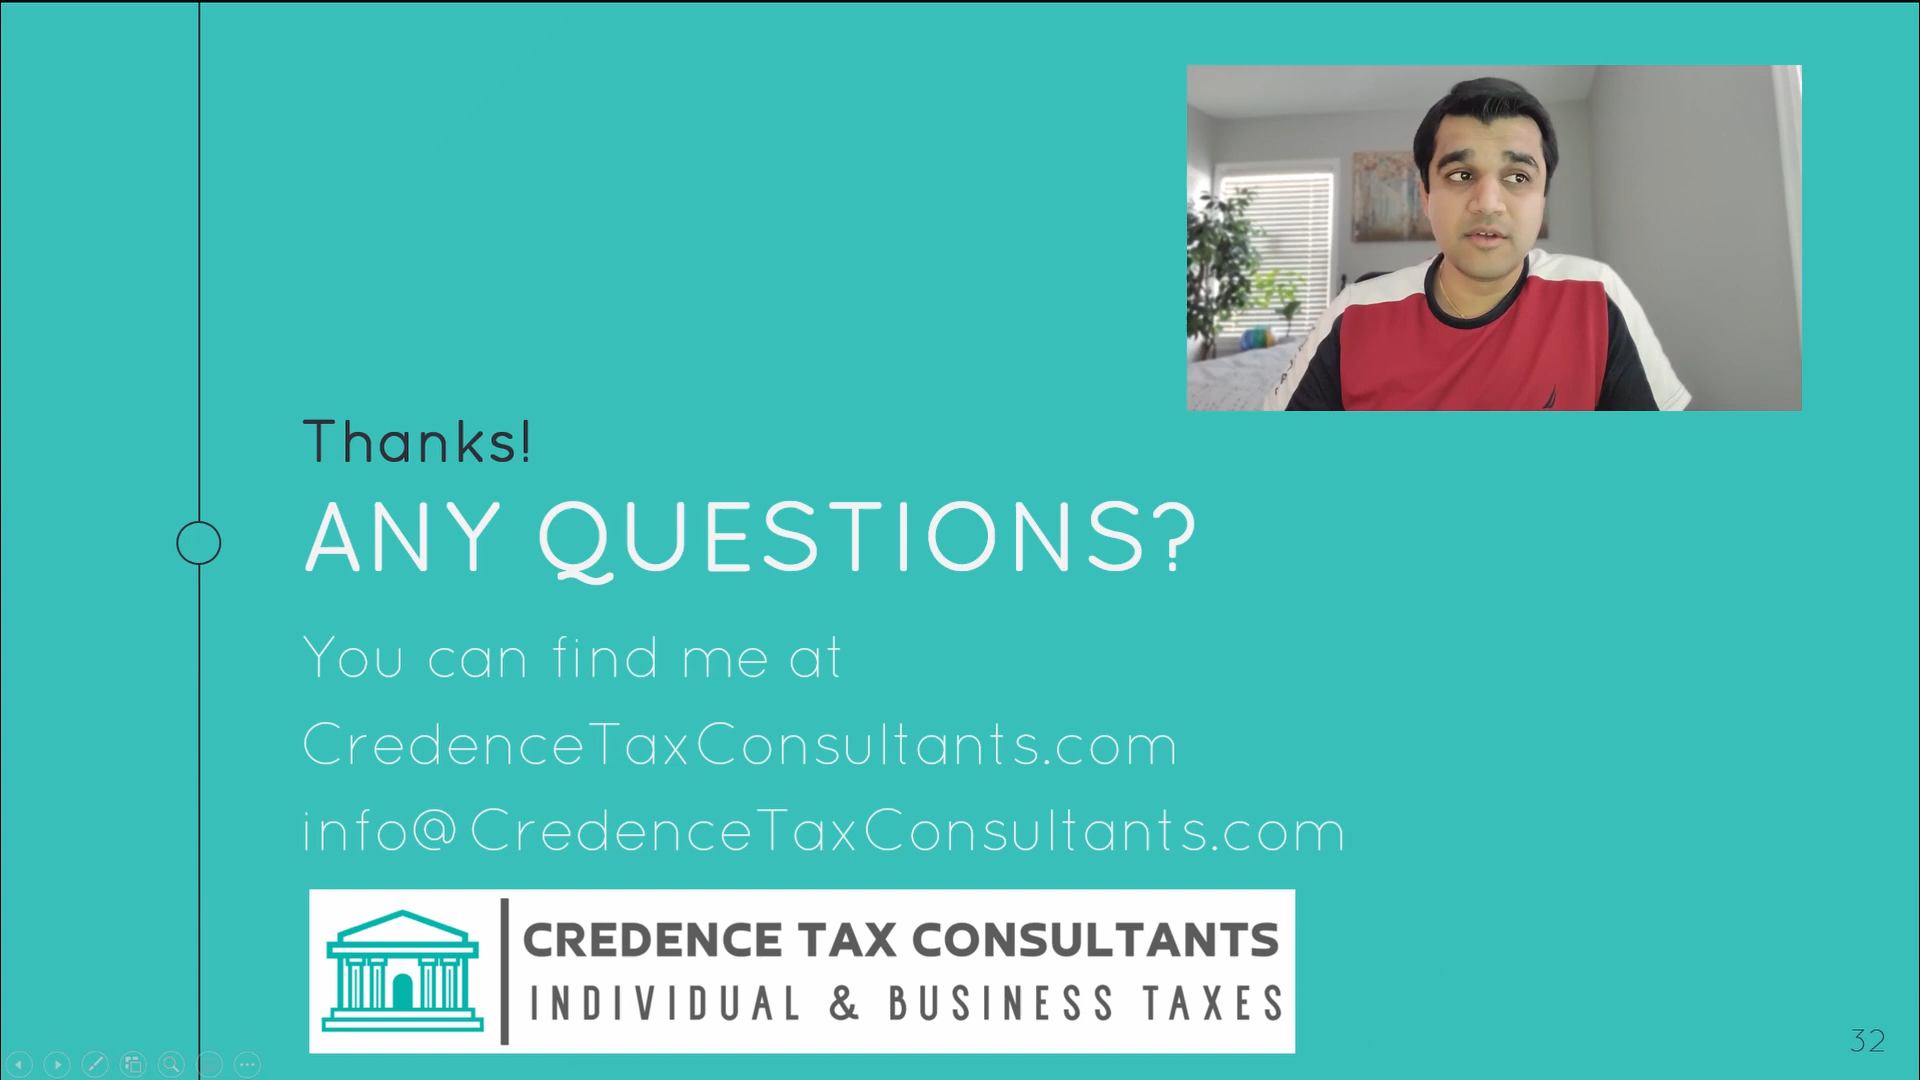 Thanks!
ANY QUESTIONS?
You can find me at
CredenceTaxConsultants.com
info@CredenceTaxConsultants.com
CREDENCE TAX CONSULTANTS
INDIVIDUAL & BUSINESS TAXES
32